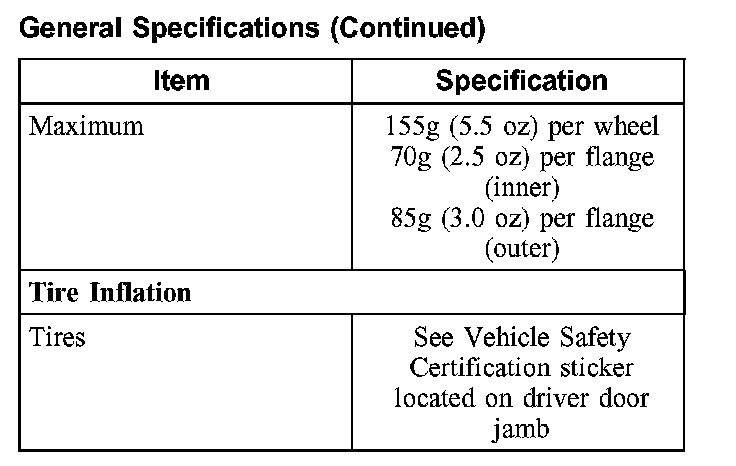 General Specifications (Continued)
Item Specification
Maximum 155g (5.5 oz) per wheel
70g (2.5 oz) per flange
(inner)
85g (3.0 oz) per flange
(outer)
Tire Inflation
Tires See Vehicle Safety
Certification sticker
located on driver door
jamb